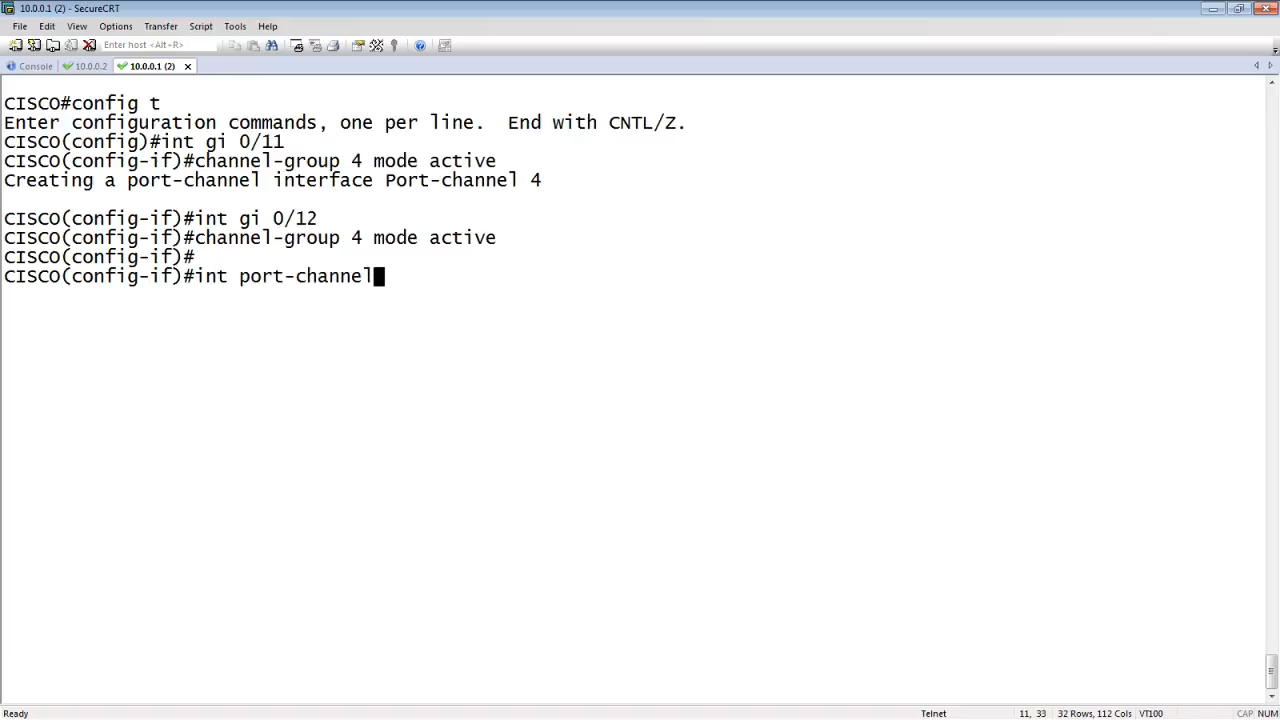 10.0.0.1 (2) - SecureCRT
File Edit View Options Transfer Script Tools Help
Enter host <Alt+R>
Console 10.0.0.2 10.0.0.1 (2)
CISCO#config t
Enter configuration commands, one per line.  End with CNTL/Z.
CISCO(config)#int gi 0/11
CISCO(config-if)#channel-group 4 mode active
Creating a port-channel interface Port-channel 4
CISCO(config-if)#int gi 0/12
CISCO(config-if)#channel-group 4 mode active
CISCO(config-if)#
CISCO(config-if)#int port-channel
Ready Telnet 11, 33 32 Rows, 112 Cols VT100 CAP NUM